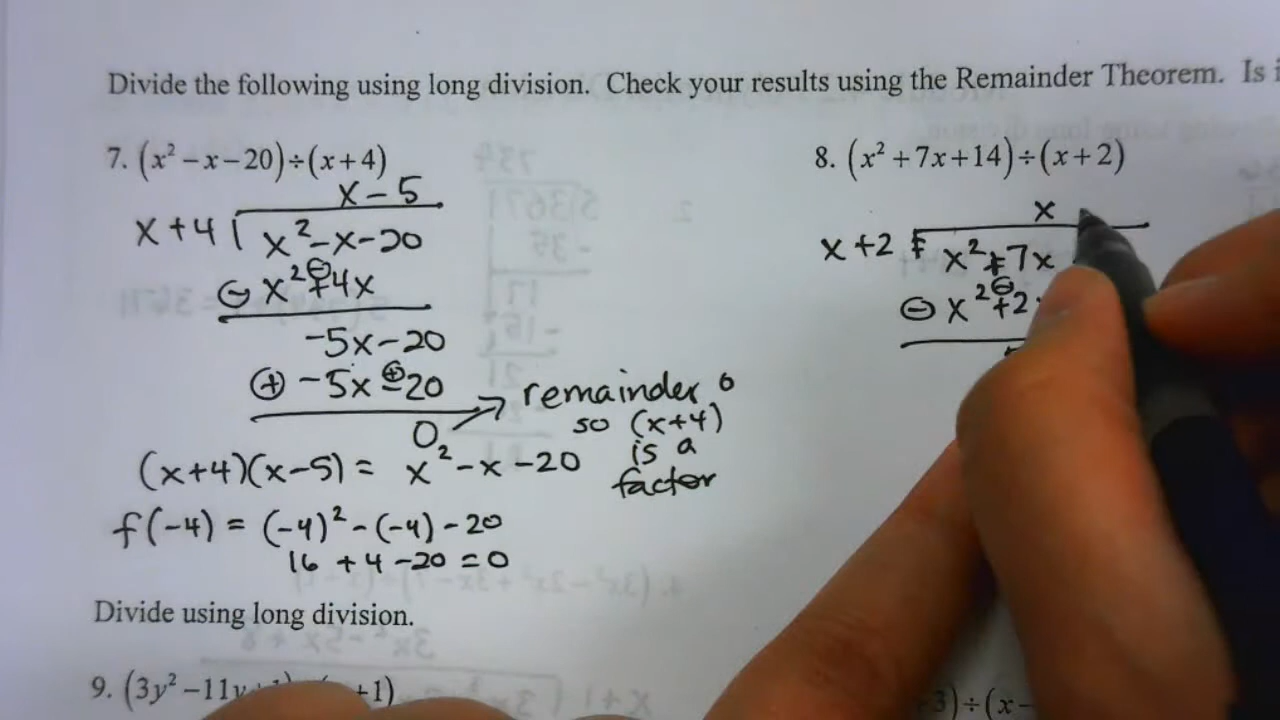 Divide the following using long division. Check your results using the Remainder Theorem. Is
7. (x² − x − 20) ÷ (x + 4)
x − 5
x + 4 x² − x − 20
⊖ x² + ⊖ 4x
−5x − 20
⊕ −5x − ⊕ 20
0
remainder 0
so (x+4)
is a
factor
(x+4)(x−5) = x² − x − 20
f(−4) = (−4)² − (−4) − 20
16 + 4 − 20 = 0
8. (x² + 7x + 14) ÷ (x + 2)
x
x + 2 x² + 7x
⊖ x² + ⊖ 2
Divide using long division.
9. (3y² − 11y +1)
3) ÷ (x −